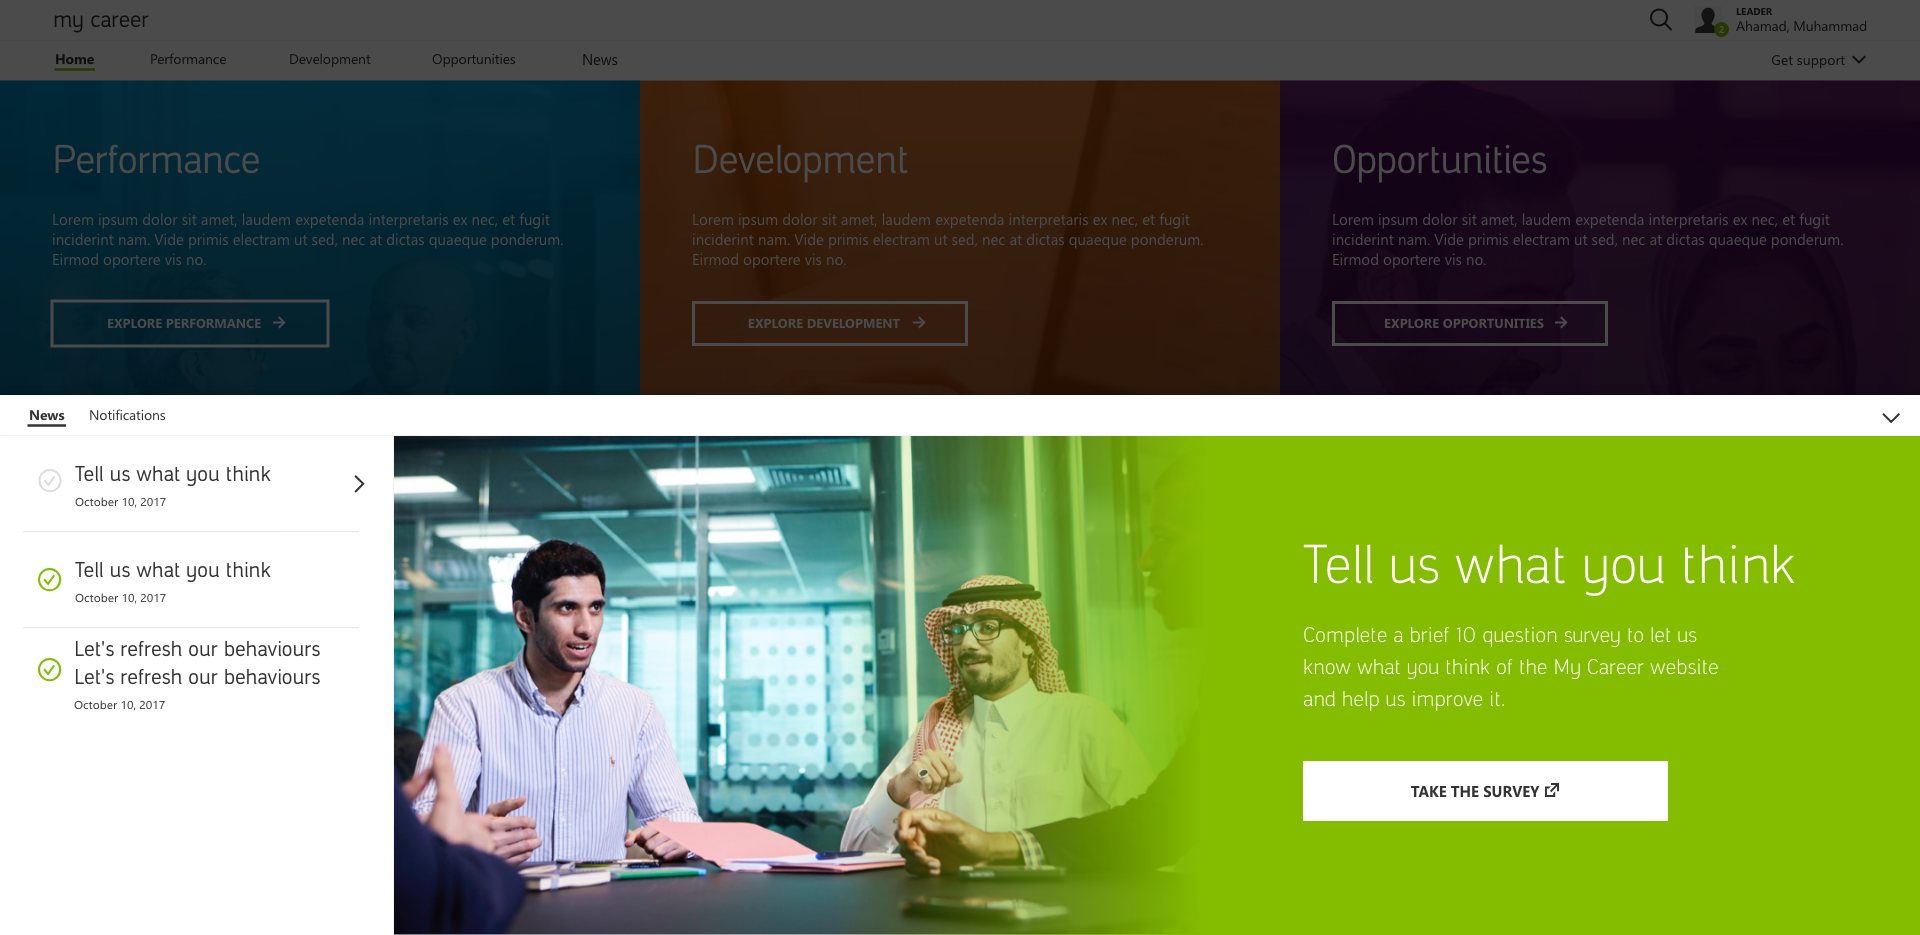 my career
LEADER
2
Ahamad, Muhammad
Home
Performance
Development
Opportunities
News
Get support
Performance
Lorem ipsum dolor sit amet, laudem expetenda interpretaris ex nec, et fugit
inciderint nam. Vide primis electram ut sed, nec at dictas quaeque ponderum.
Eirmod oportere vis no.
EXPLORE PERFORMANCE
Development
Lorem ipsum dolor sit amet, laudem expetenda interpretaris ex nec, et fugit
inciderint nam. Vide primis electram ut sed, nec at dictas quaeque ponderum.
Eirmod oportere vis no.
EXPLORE DEVELOPMENT
Opportunities
Lorem ipsum dolor sit amet, laudem expetenda interpretaris ex nec, et fugit
inciderint nam. Vide primis electram ut sed, nec at dictas quaeque ponderum.
Eirmod oportere vis no.
EXPLORE OPPORTUNITIES
News
Notifications
Tell us what you think
October 10, 2017
Tell us what you think
October 10, 2017
Let's refresh our behaviours
Let's refresh our behaviours
October 10, 2017
Tell us what you think
Complete a brief 10 question survey to let us
know what you think of the My Career website
and help us improve it.
TAKE THE SURVEY